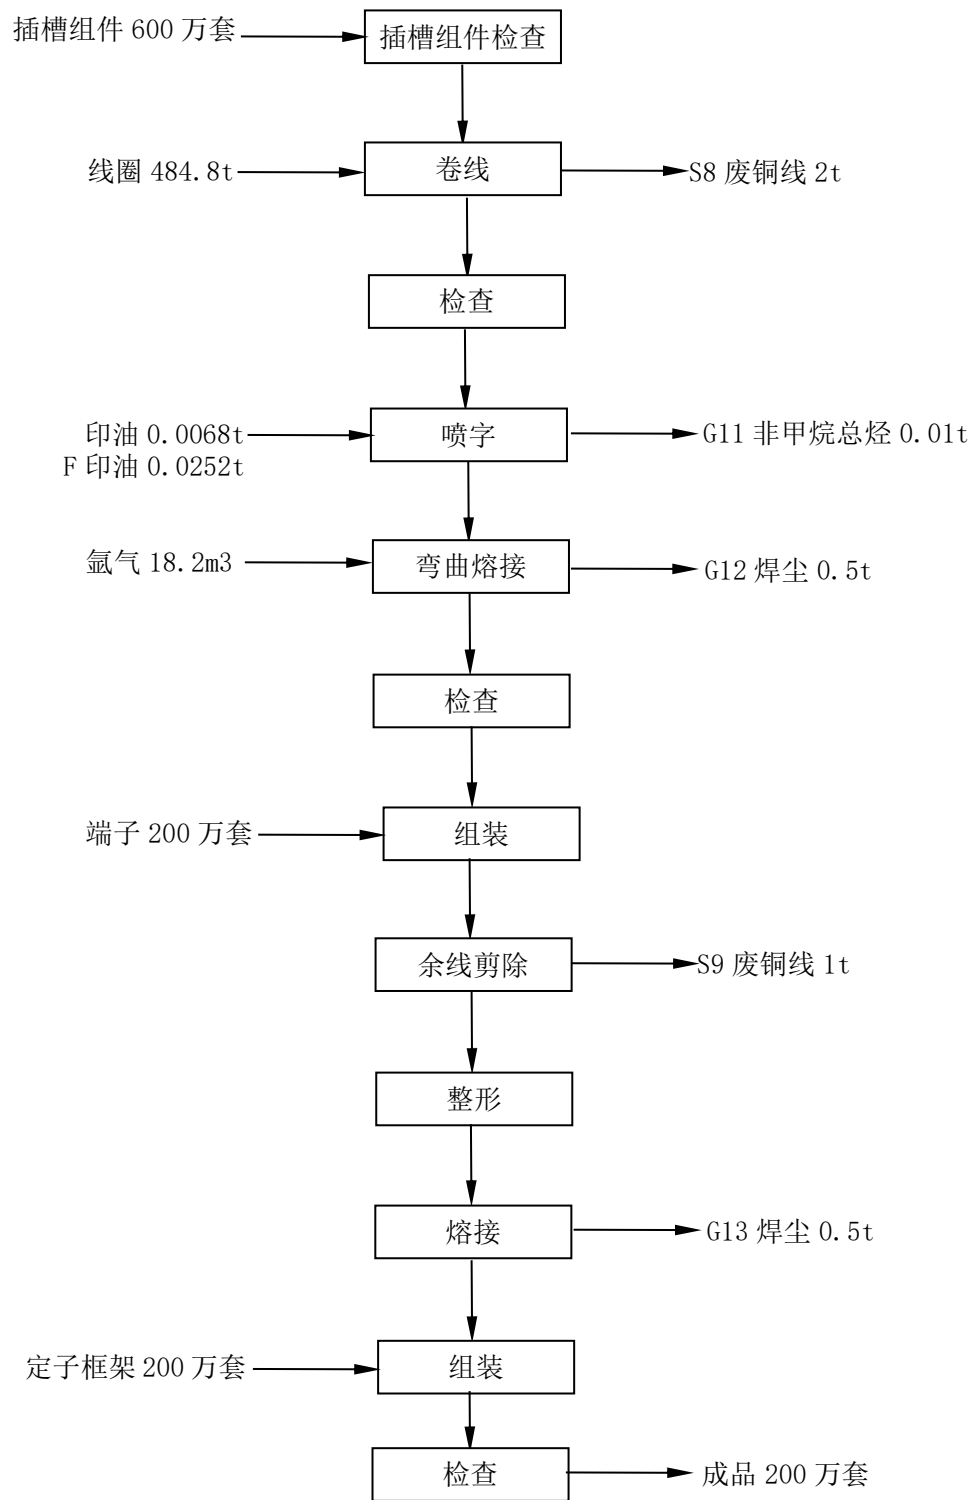 插槽组件 600 万套
插槽组件检查
线圈 484.8t
卷线
S8 废铜线 2t
检查
印油 0.0068t
F 印油 0.0252t
喷字
G11 非甲烷总烃 0.01t
氩气 18.2m3
弯曲熔接
G12 焊尘 0.5t
检查
端子 200 万套
组装
余线剪除
S9 废铜线 1t
整形
熔接
G13 焊尘 0.5t
定子框架 200 万套
组装
检查
成品 200 万套